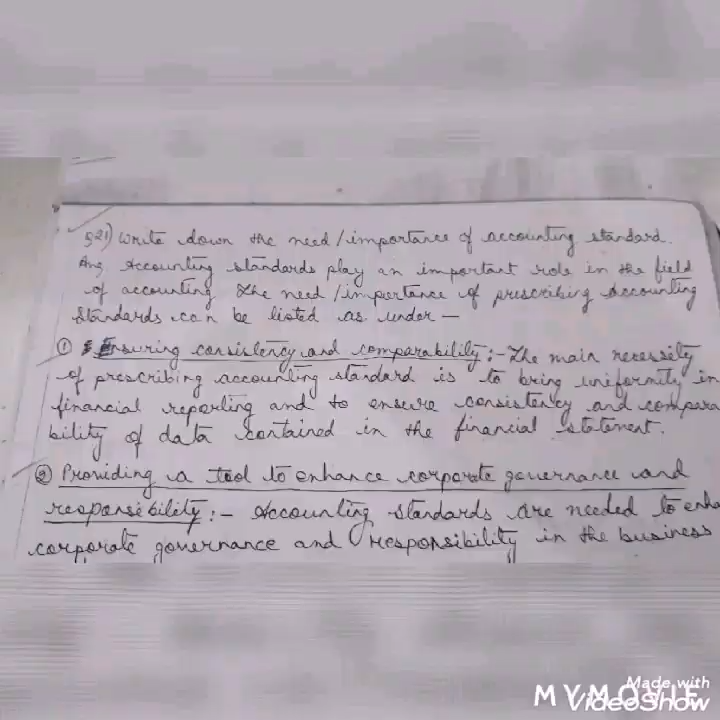 521) Write down the need/importance of accounting standard.
Ans Accounting standards play an important role in the field
of accounting The need/importance of prescribing Accounting
Standards can be listed as under —
① Ensuring consistency and comparability :- The main necessity
of prescribing accounting standard is to bring uniformity in
financial reporting and to ensure consistency and compara
bility of data contained in the financial statement.
② Providing a tool to enhance corporate governance and
responsibility :- Accounting standards are needed to enha
corporate governance and responsibility in the business
Made with
MYMOVIE
VideoShow